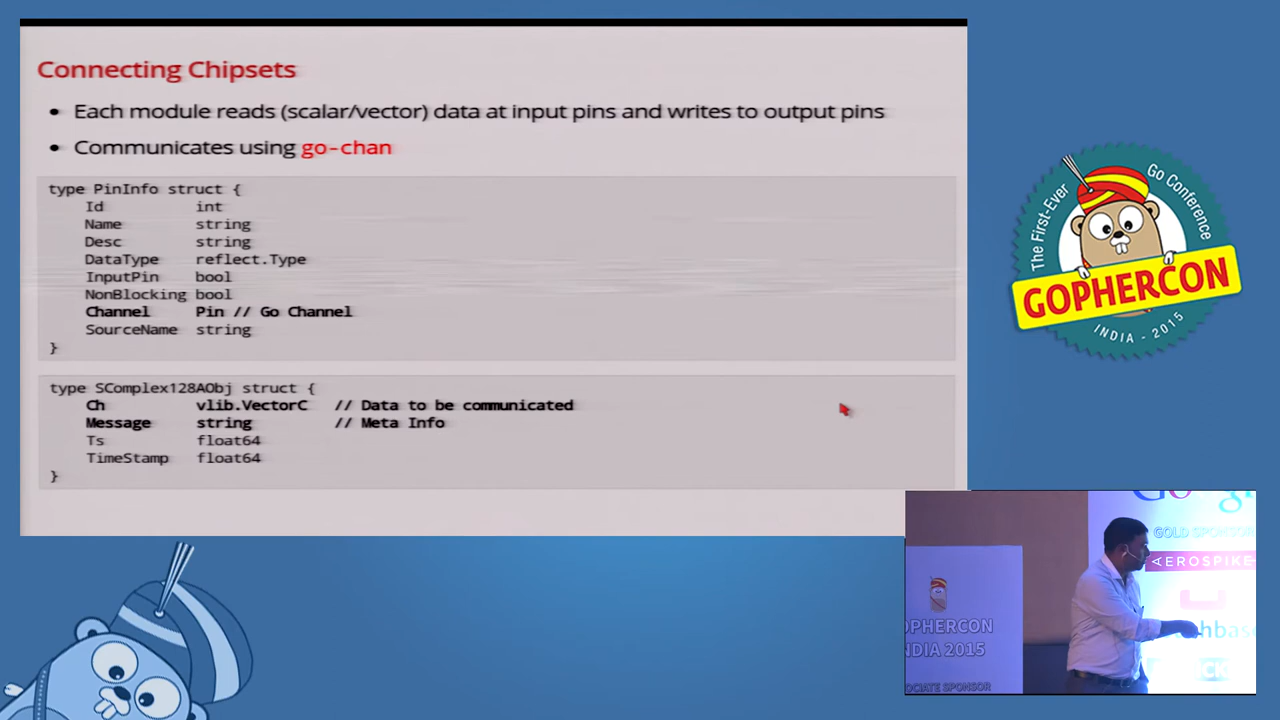 Connecting Chipsets
• Each module reads (scalar/vector) data at input pins and writes to output pins
• Communicates using go-chan
type PinInfo struct {
Id int
Name string
Desc string
DataType reflect.Type
InputPin bool
NonBlocking bool
Channel Pin // Go Channel
SourceName string
}
type SComplex128AObj struct {
Ch vlib.VectorC // Data to be communicated
Message string // Meta Info
Ts float64
TimeStamp float64
}
The First-Ever Go Conference
GOPHERCON
INDIA - 2015
GOLD SPONSOR
AEROSPIKE
OPHERCON
NDIA 2015
OCIATE SPONSOR